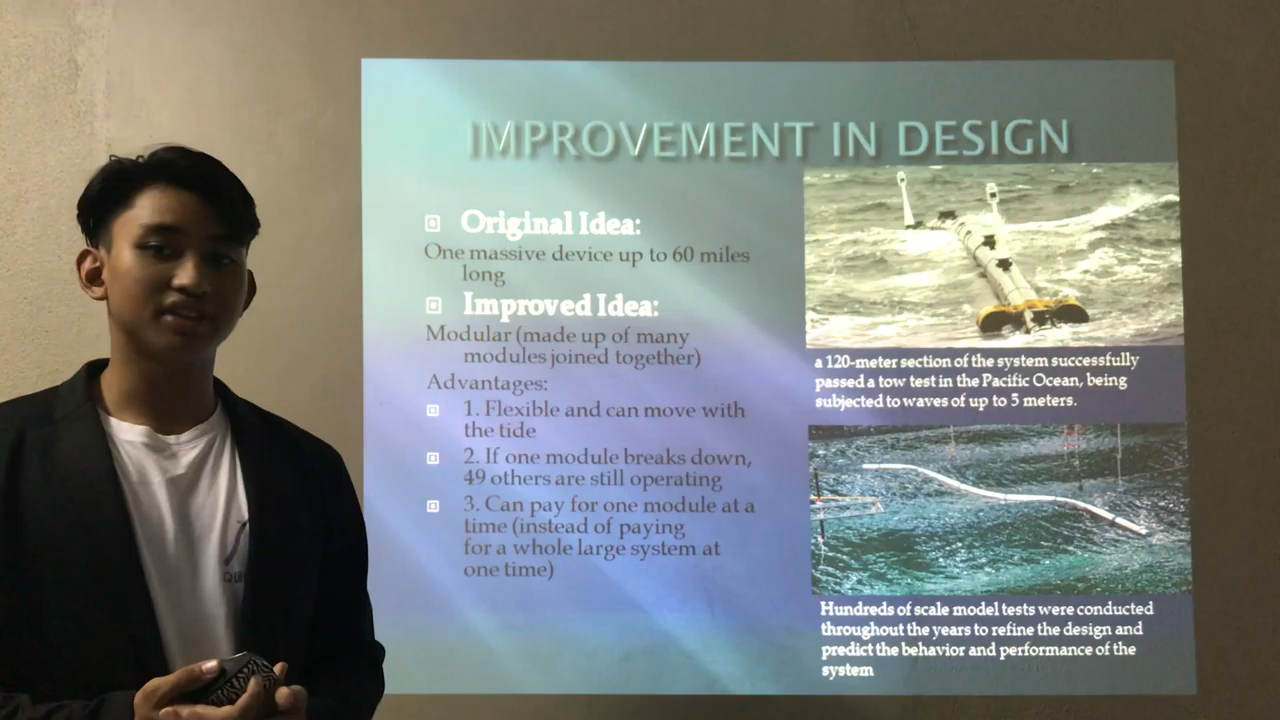 IMPROVEMENT IN DESIGN
Original Idea:
One massive device up to 60 miles
long
Improved Idea:
Modular (made up of many
modules joined together)
Advantages:
1. Flexible and can move with
the tide
2. If one module breaks down,
49 others are still operating
3. Can pay for one module at a
time (instead of paying
for a whole large system at
one time)
a 120-meter section of the system successfully
passed a tow test in the Pacific Ocean, being
subjected to waves of up to 5 meters.
Hundreds of scale model tests were conducted
throughout the years to refine the design and
predict the behavior and performance of the
system